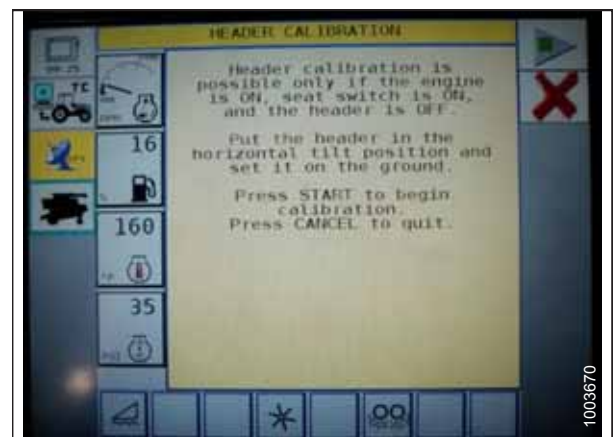 HEADER CALIBRATION
Header calibration is
possible only if the engine
is ON, seat switch is ON,
and the header is OFF.
Put the header in the
horizontal tilt position and
set it on the ground.
Press START to begin
calibration.
Press CANCEL to quit.
TC
16
160
35
1003670